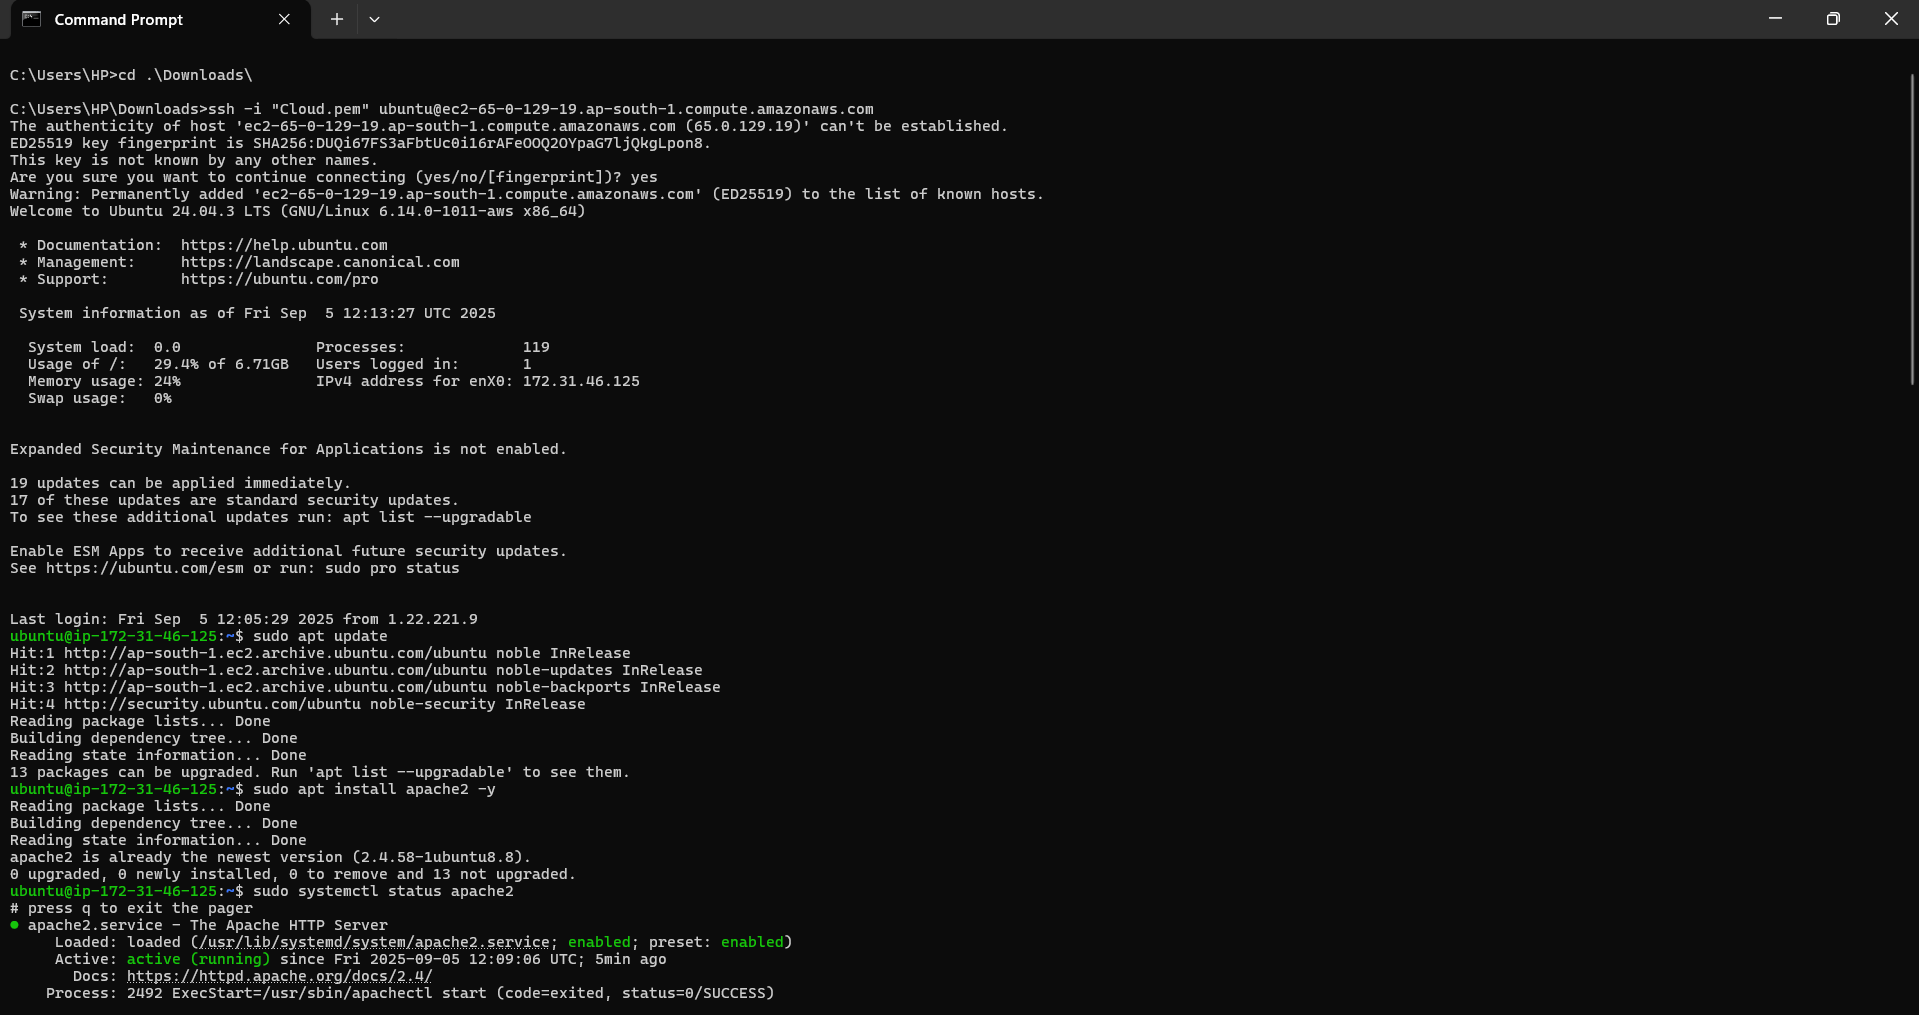 Command Prompt
C:\Users\HP>cd .\Downloads\
C:\Users\HP\Downloads>ssh -i "Cloud.pem" ubuntu@ec2-65-0-129-19.ap-south-1.compute.amazonaws.com
The authenticity of host 'ec2-65-0-129-19.ap-south-1.compute.amazonaws.com (65.0.129.19)' can't be established.
ED25519 key fingerprint is SHA256:DUQi67FS3aFbtUc0i16rAFeOOQ2OYpaG7ljQkgLpon8.
This key is not known by any other names.
Are you sure you want to continue connecting (yes/no/[fingerprint])? yes
Warning: Permanently added 'ec2-65-0-129-19.ap-south-1.compute.amazonaws.com' (ED25519) to the list of known hosts.
Welcome to Ubuntu 24.04.3 LTS (GNU/Linux 6.14.0-1011-aws x86_64)
* Documentation:  https://help.ubuntu.com
* Management:     https://landscape.canonical.com
* Support:        https://ubuntu.com/pro
System information as of Fri Sep  5 12:13:27 UTC 2025
System load:  0.0               Processes:             119
Usage of /:   29.4% of 6.71GB   Users logged in:       1
Memory usage: 24%               IPv4 address for enX0: 172.31.46.125
Swap usage:   0%
Expanded Security Maintenance for Applications is not enabled.
19 updates can be applied immediately.
17 of these updates are standard security updates.
To see these additional updates run: apt list --upgradable
Enable ESM Apps to receive additional future security updates.
See https://ubuntu.com/esm or run: sudo pro status
Last login: Fri Sep  5 12:05:29 2025 from 1.22.221.9
ubuntu@ip-172-31-46-125:~$ sudo apt update
Hit:1 http://ap-south-1.ec2.archive.ubuntu.com/ubuntu noble InRelease
Hit:2 http://ap-south-1.ec2.archive.ubuntu.com/ubuntu noble-updates InRelease
Hit:3 http://ap-south-1.ec2.archive.ubuntu.com/ubuntu noble-backports InRelease
Hit:4 http://security.ubuntu.com/ubuntu noble-security InRelease
Reading package lists... Done
Building dependency tree... Done
Reading state information... Done
13 packages can be upgraded. Run 'apt list --upgradable' to see them.
ubuntu@ip-172-31-46-125:~$ sudo apt install apache2 -y
Reading package lists... Done
Building dependency tree... Done
Reading state information... Done
apache2 is already the newest version (2.4.58-1ubuntu8.8).
0 upgraded, 0 newly installed, 0 to remove and 13 not upgraded.
ubuntu@ip-172-31-46-125:~$ sudo systemctl status apache2
# press q to exit the pager
● apache2.service - The Apache HTTP Server
Loaded: loaded (/usr/lib/systemd/system/apache2.service; enabled; preset: enabled)
Active: active (running) since Fri 2025-09-05 12:09:06 UTC; 5min ago
Docs: https://httpd.apache.org/docs/2.4/
Process: 2492 ExecStart=/usr/sbin/apachectl start (code=exited, status=0/SUCCESS)